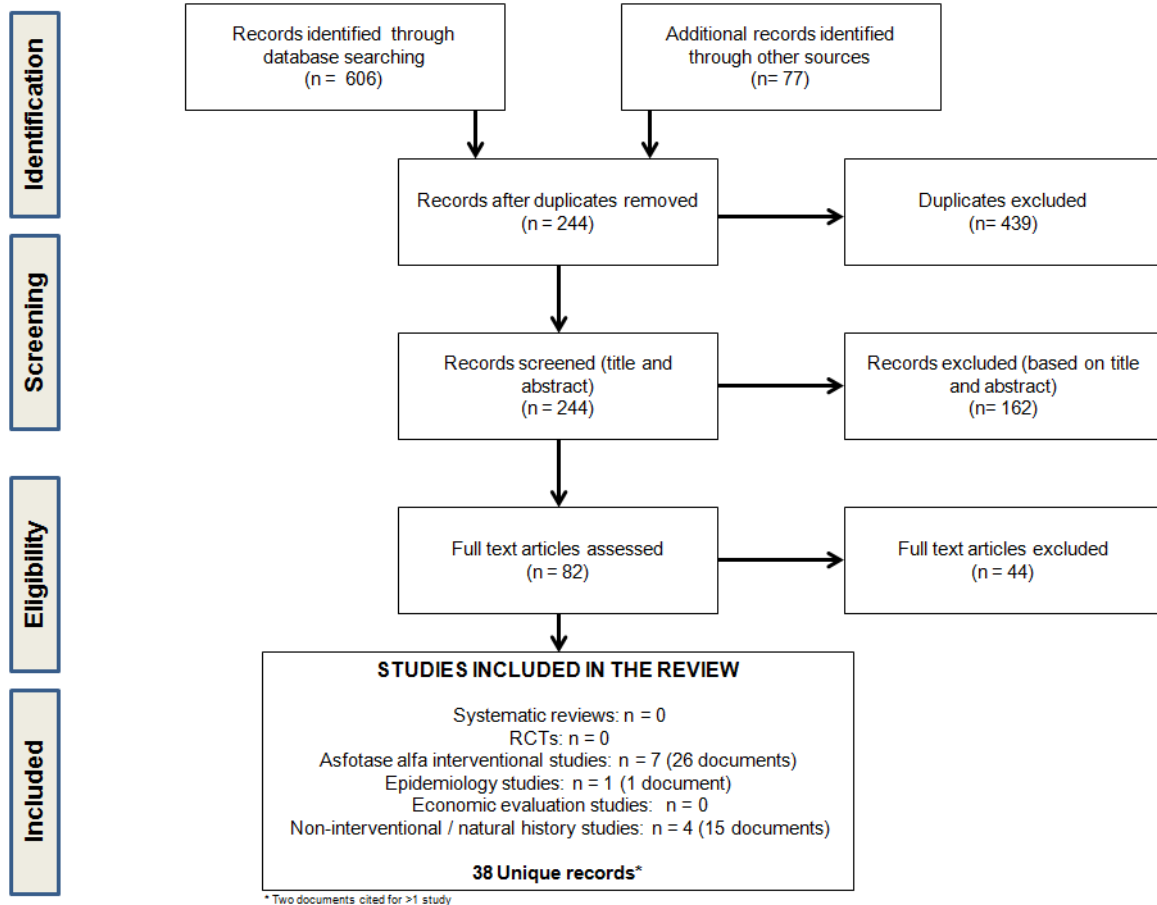 Identification
Records identified through
database searching
(n = 606)
Additional records identified
through other sources
(n= 77)
Records after duplicates removed
(n = 244)
Duplicates excluded
(n= 439)
Screening
Records screened (title and
abstract)
(n = 244)
Records excluded (based on title
and abstract)
(n= 162)
Eligibility
Full text articles assessed
(n = 82)
Full text articles excluded
(n = 44)
Included
STUDIES INCLUDED IN THE REVIEW
Systematic reviews: n = 0
RCTs: n = 0
Asfotase alfa interventional studies: n = 7 (26 documents)
Epidemiology studies: n = 1 (1 document)
Economic evaluation studies: n = 0
Non-interventional / natural history studies: n = 4 (15 documents)
38 Unique records*
* Two documents cited for >1 study